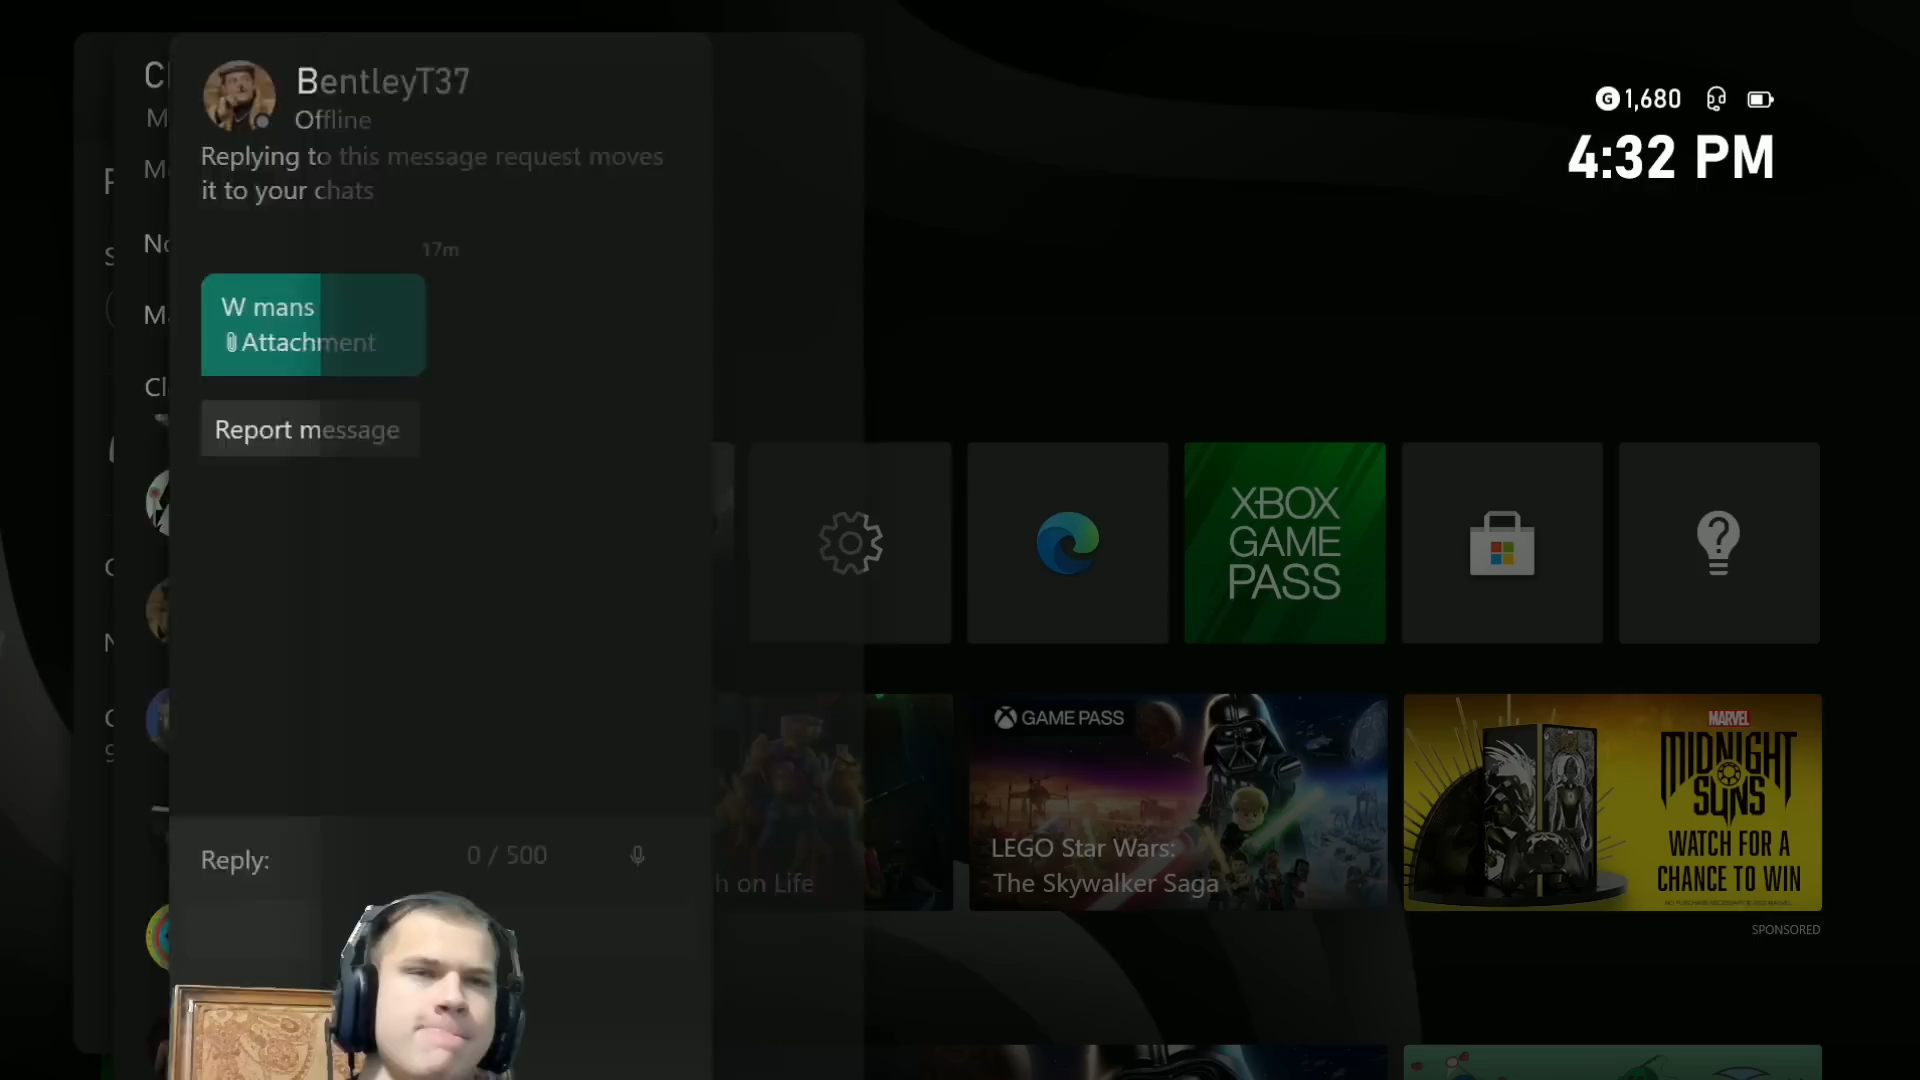 BentleyT37
Offline
Replying to this message request moves
it to your chats
17m
W mans
Attachment
Report message
Reply:
0 / 500
G 1,680
4:32 PM
XBOX
GAME
PASS
h on Life
GAME PASS
LEGO Star Wars:
The Skywalker Saga
MARVEL
MIDNIGHT
SUNS
WATCH FOR A
CHANCE TO WIN
SPONSORED